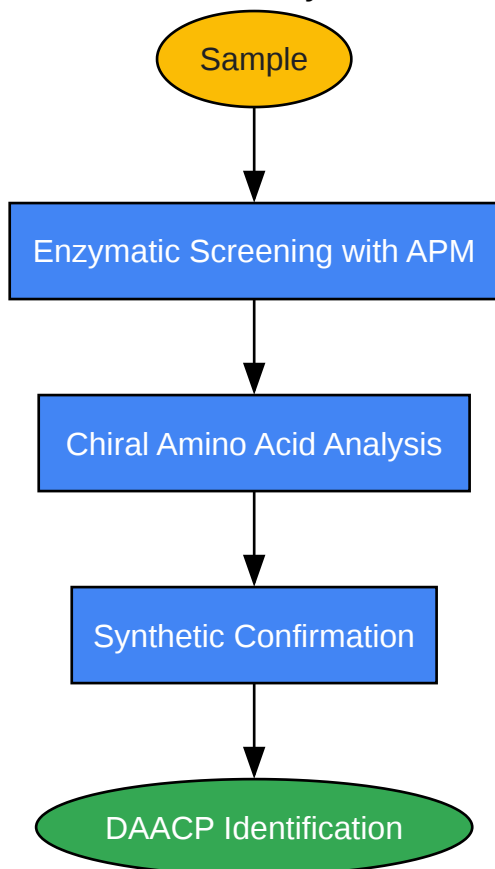 Sample
Enzymatic Screening with APM
Chiral Amino Acid Analysis
Synthetic Confirmation
DAACP Identification